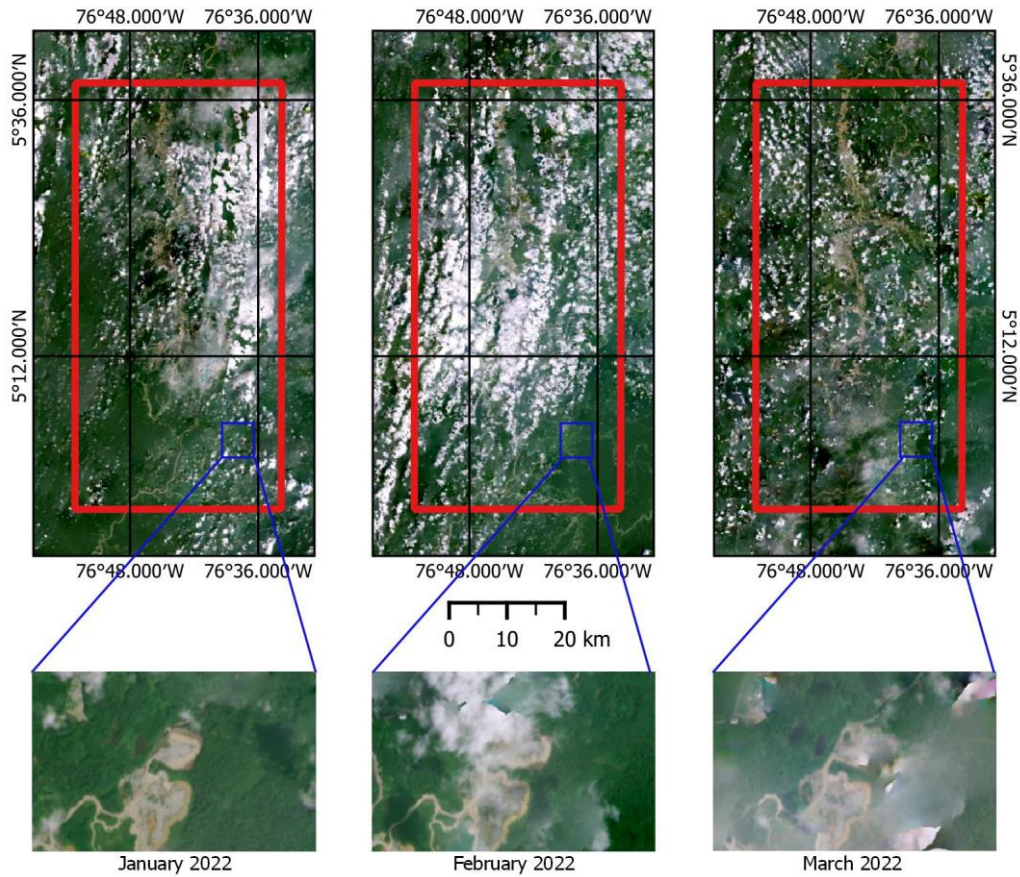 76°48.000′W 76°36.000′W 76°48.000′W 76°36.000′W 76°48.000′W 76°36.000′W
5°36.000′N
5°36.000′N
5°12.000′N
5°12.000′N
76°48.000′W 76°36.000′W 76°48.000′W 76°36.000′W 76°48.000′W 76°36.000′W
0 10 20 km
January 2022
February 2022
March 2022